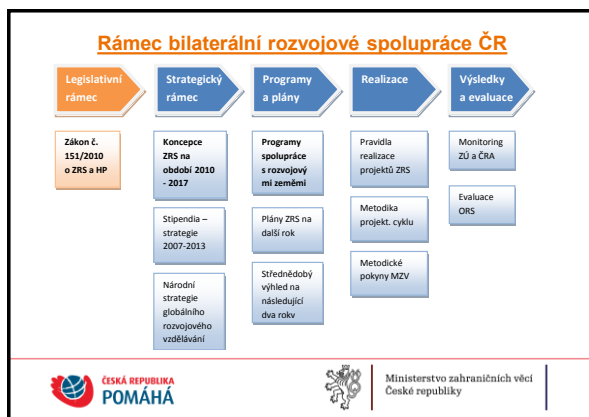 Rámec bilaterální rozvojové spolupráce ČR
Legislativní
rámec
Strategický
rámec
Programy
a plány
Realizace
Výsledky
a evaluace
Zákon č.
151/2010
o ZRS a HP
Koncepce
ZRS na
období 2010
- 2017
Stipendia –
strategie
2007-2013
Národní
strategie
globálního
rozvojového
vzdělávání
Programy
spolupráce
s rozvojový
mi zeměmi
Plány ZRS na
další rok
Střednědobý
výhled na
následující
dva roky
Pravidla
realizace
projektů ZRS
Metodika
projekt. cyklu
Metodické
pokyny MZV
Monitoring
ZÚ a ČRA
Evaluace
ORS
ČESKÁ REPUBLIKA
POMÁHÁ
Ministerstvo zahraničních věcí
České republiky